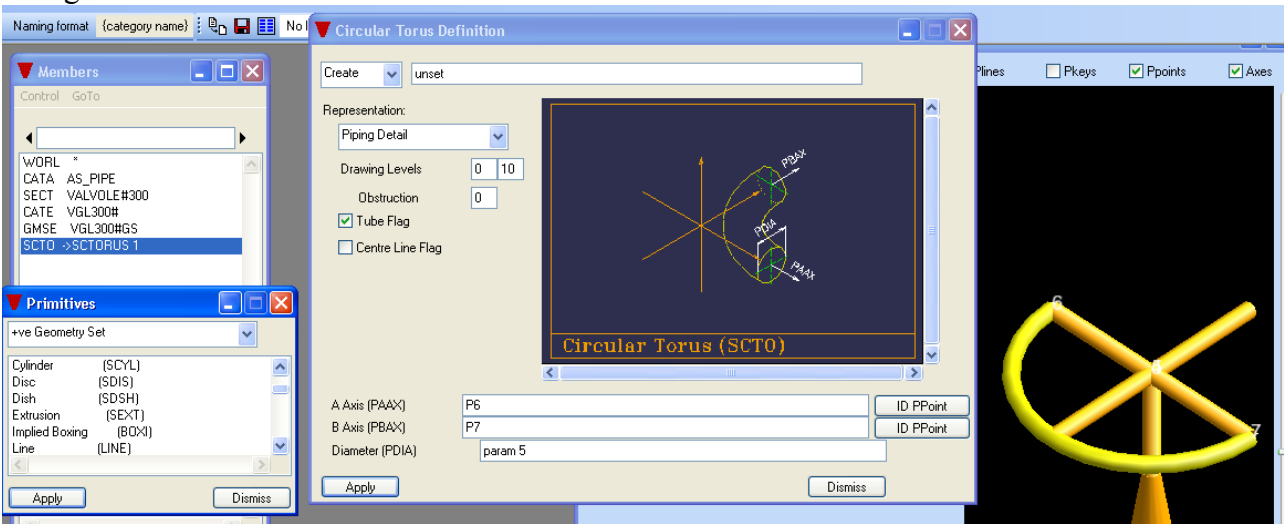 Naming format {category name} No l
Circular Torus Definition
Members
Control GoTo
WORL *
CATA AS_PIPE
SECT VALVOLE#300
CATE VGL300#
GMSE VGL300#GS
SCTO ->SCTORUS 1
Primitives
+ve Geometry Set
Cylinder (SCYL)
Disc (SDIS)
Dish (SDSH)
Extrusion (SEXT)
Implied Boxing (BOXI)
Line (LINE)
Apply Dismiss
Create unset
Representation:
Piping Detail
Drawing Levels 0 10
Obstruction 0
Tube Flag
Centre Line Flag
PBAX
PDIA
PAAX
Circular Torus (SCTO)
A Axis (PAAX) P6 ID PPoint
B Axis (PBAX) P7 ID PPoint
Diameter (PDIA) param 5
Apply Dismiss
Plines Pkeys Ppoints Axes
6
7